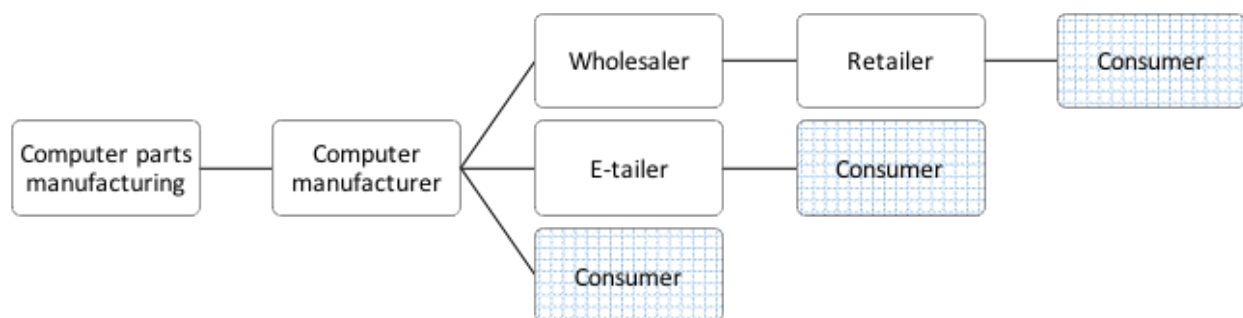 Wholesaler
Retailer
Consumer
Computer parts
manufacturing
Computer
manufacturer
E-tailer
Consumer
Consumer